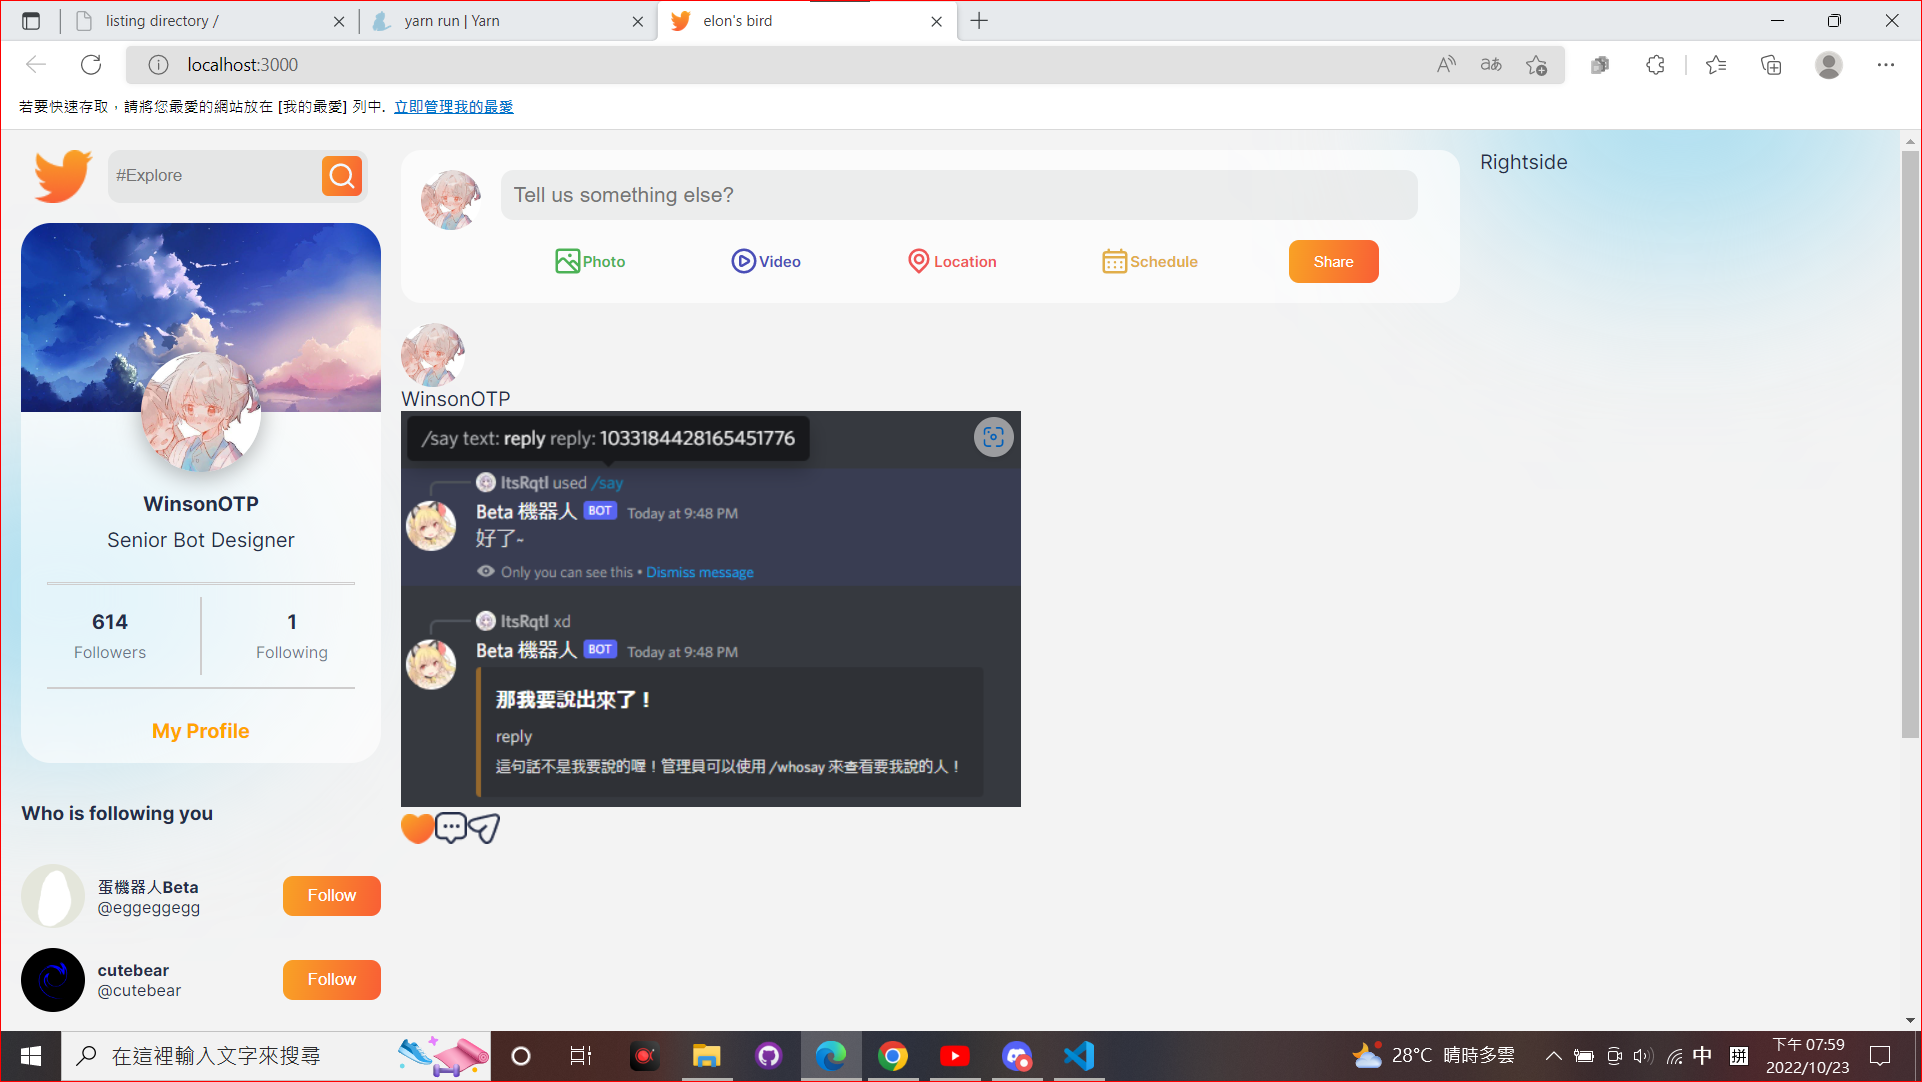 listing directory /
yarn run | Yarn
elon's bird
localhost:3000
aあ
若要快速存取，請將您最愛的網站放在 [我的最愛] 列中. 立即管理我的最愛
#Explore
Tell us something else?
Photo
Video
Location
Schedule
Share
Rightside
WinsonOTP
Senior Bot Designer
614
Followers
1
Following
My Profile
Who is following you
蛋機器人Beta
@eggeggegg
Follow
cutebear
@cutebear
Follow
WinsonOTP
/say text: reply reply: 1033184428165451776
ItsRqtl used /say
Beta 機器人 BOT Today at 9:48 PM
好了~
Only you can see this • Dismiss message
ItsRqtl xd
Beta 機器人 BOT Today at 9:48 PM
那我要說出來了！
reply
這句話不是我要說的喔！管理員可以使用 /whosay 來查看要我說的人！
在這裡輸入文字來搜尋
28°C 晴時多雲
中
拼
下午 07:59
2022/10/23